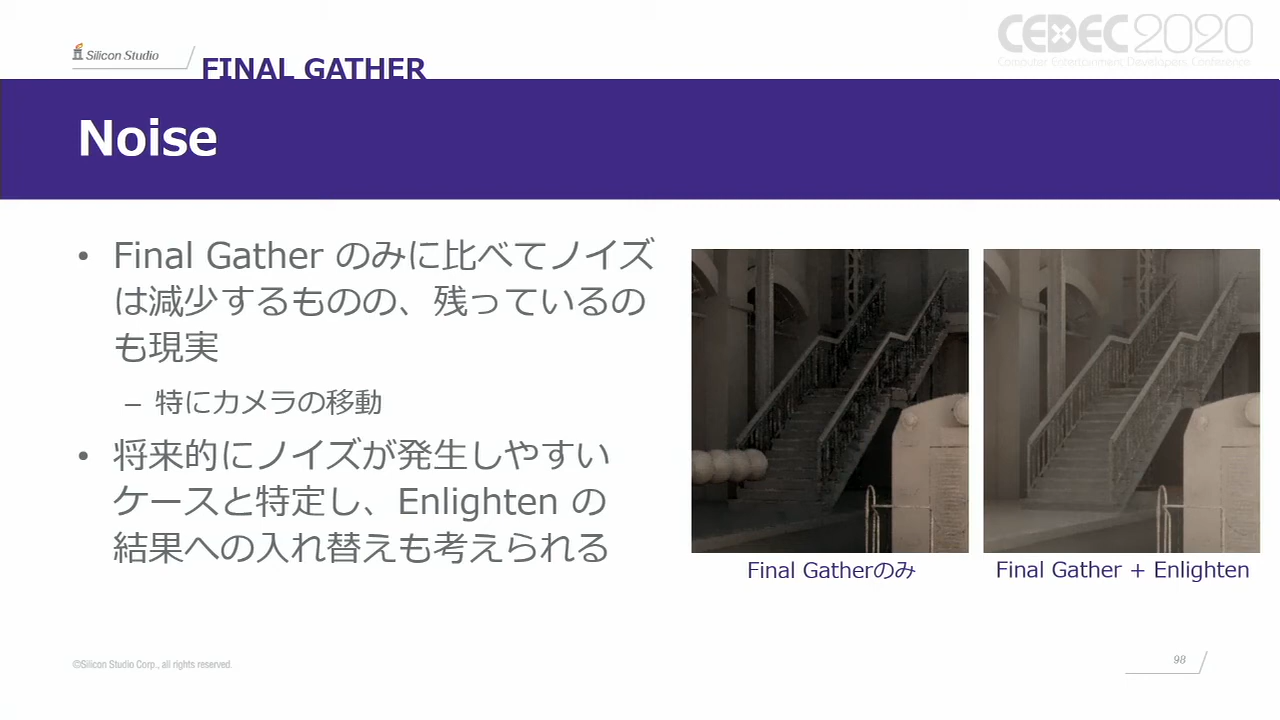 Silicon Studio
FINAL GATHER
CEDEC2020
Computer Entertainment Developers Conference
Noise
• Final Gather のみに比べてノイズ
は減少するものの、残っているの
も現実
– 特にカメラの移動
• 将来的にノイズが発生しやすい
ケースと特定し、Enlighten の
結果への入れ替えも考えられる
Final Gatherのみ
Final Gather + Enlighten
©Silicon Studio Corp., all rights reserved.
98